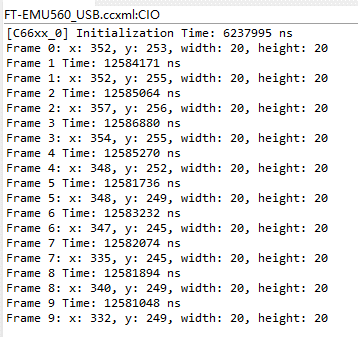 FT-EMU560_USB.ccxml:CIO
[C66xx_0] Initialization Time: 6237995 ns
Frame 0: x: 352, y: 253, width: 20, height: 20
Frame 1 Time: 12584171 ns
Frame 1: x: 352, y: 255, width: 20, height: 20
Frame 2 Time: 12585064 ns
Frame 2: x: 357, y: 256, width: 20, height: 20
Frame 3 Time: 12586880 ns
Frame 3: x: 354, y: 255, width: 20, height: 20
Frame 4 Time: 12585270 ns
Frame 4: x: 348, y: 252, width: 20, height: 20
Frame 5 Time: 12581736 ns
Frame 5: x: 348, y: 249, width: 20, height: 20
Frame 6 Time: 12583232 ns
Frame 6: x: 347, y: 245, width: 20, height: 20
Frame 7 Time: 12582074 ns
Frame 7: x: 335, y: 245, width: 20, height: 20
Frame 8 Time: 12581894 ns
Frame 8: x: 340, y: 249, width: 20, height: 20
Frame 9 Time: 12581048 ns
Frame 9: x: 332, y: 249, width: 20, height: 20